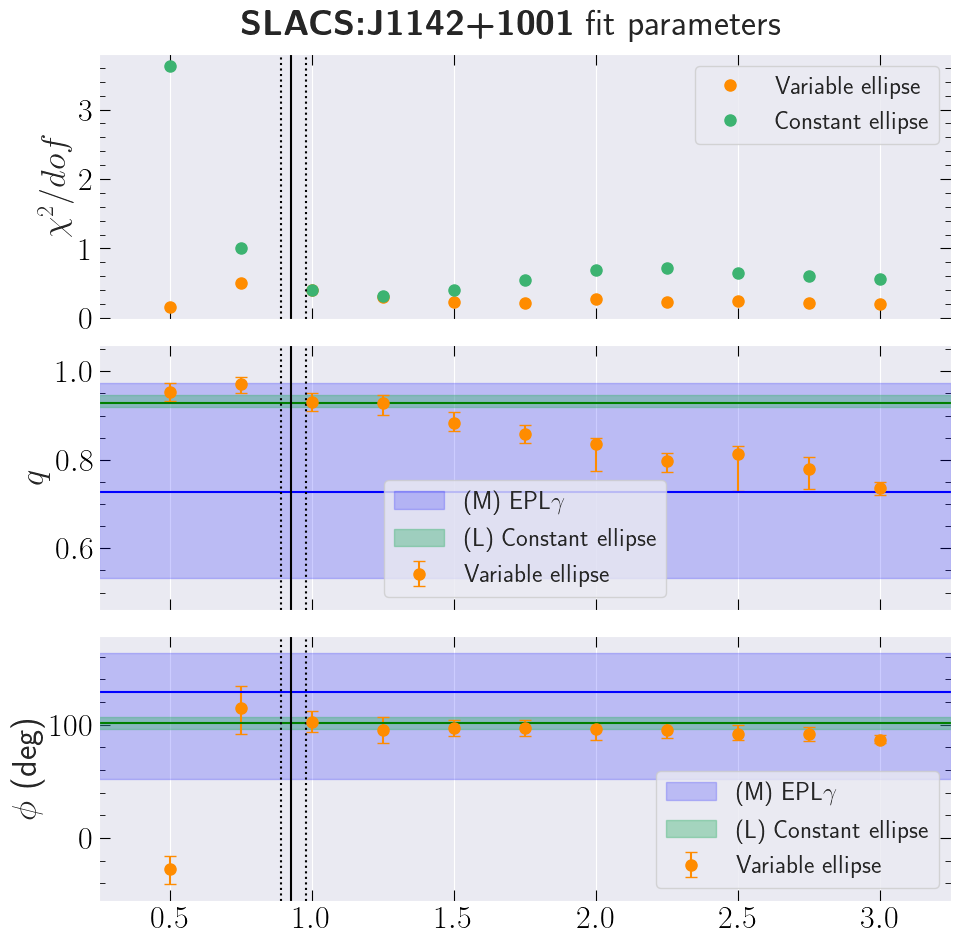 SLACS:J1142+1001 fit parameters
χ²/dof
3
2
1
0
Variable ellipse
Constant ellipse
q
1.0
0.8
0.6
(M) EPLγ
(L) Constant ellipse
Variable ellipse
ϕ (deg)
100
0
(M) EPLγ
(L) Constant ellipse
Variable ellipse
0.5 1.0 1.5 2.0 2.5 3.0